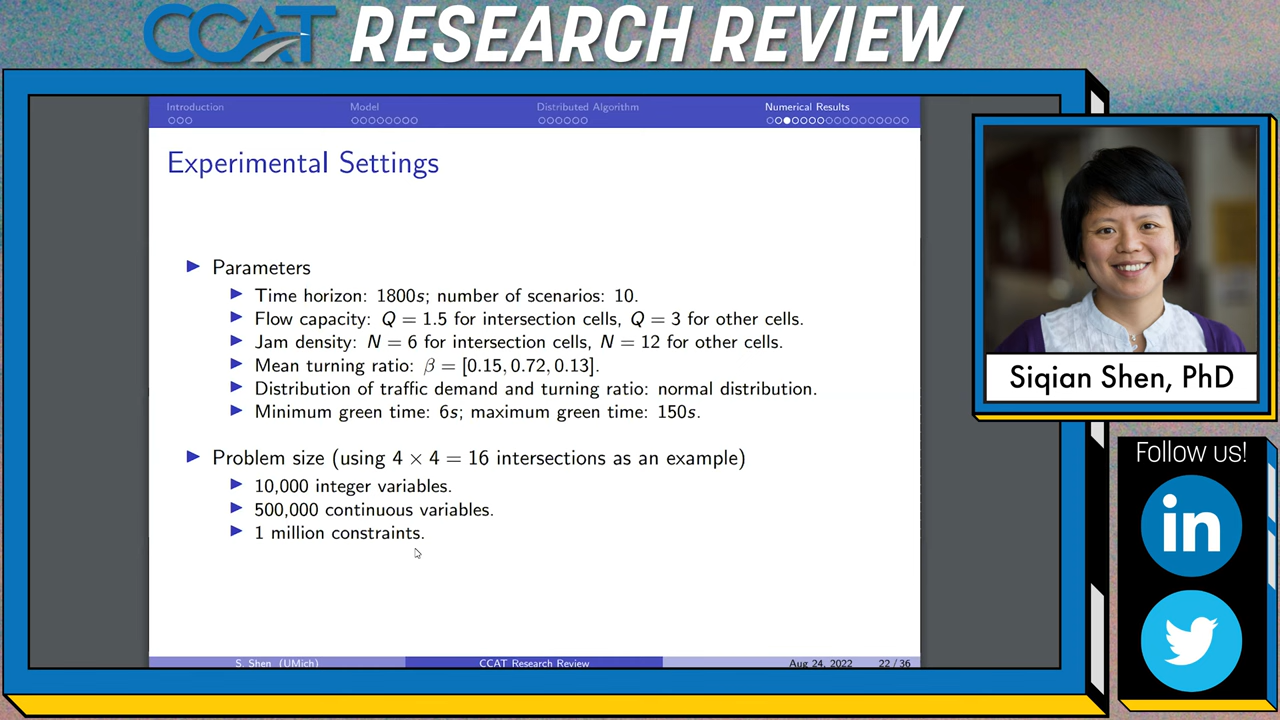 CCAT RESEARCH REVIEW
Introduction Model Distributed Algorithm Numerical Results
Experimental Settings
Parameters
Time horizon: 1800s; number of scenarios: 10.
Flow capacity: Q = 1.5 for intersection cells, Q = 3 for other cells.
Jam density: N = 6 for intersection cells, N = 12 for other cells.
Mean turning ratio: β = [0.15, 0.72, 0.13].
Distribution of traffic demand and turning ratio: normal distribution.
Minimum green time: 6s; maximum green time: 150s.
Problem size (using 4 × 4 = 16 intersections as an example)
10,000 integer variables.
500,000 continuous variables.
1 million constraints.
S. Shen (UMich) CCAT Research Review Aug 24, 2022 22 / 36
Siqian Shen, PhD
Follow us!
in